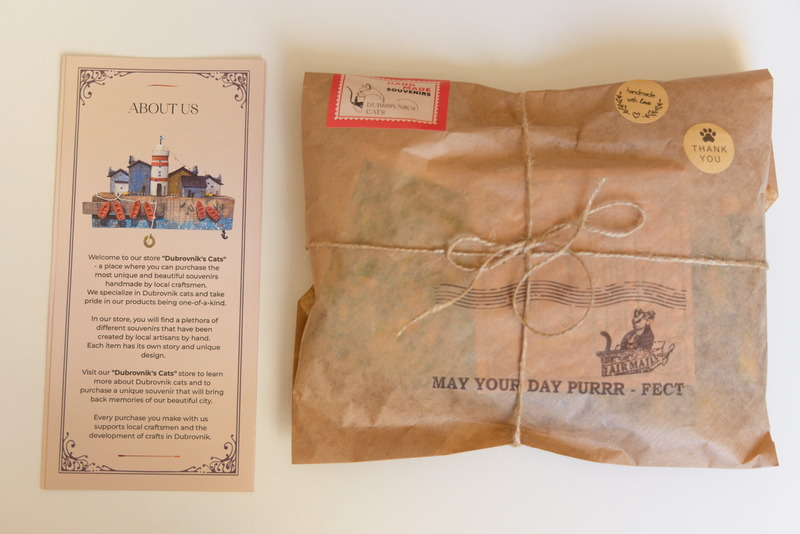 ABOUT US
Welcome to our store "Dubrovnik's Cats"
- a place where you can purchase the
most unique and beautiful souvenirs
handmade by local craftsmen.
We specialize in Dubrovnik cats and take
pride in our products being one-of-a-kind.
In our store, you will find a plethora of
different souvenirs that have been
created by local artisans by hand.
Each item has its own story and unique
design.
Visit our "Dubrovnik's Cats" store to learn
more about Dubrovnik cats and to
purchase a unique souvenir that will bring
back memories of our beautiful city.
Every purchase you make with us
supports local craftsmen and the
development of crafts in Dubrovnik.
HAND
MADE
SOUVENIRS
DUBROVNIK'S
CATS
handmade
with love
THANK
YOU
HAIRMAIL
MAY YOUR DAY PURRR - FECT